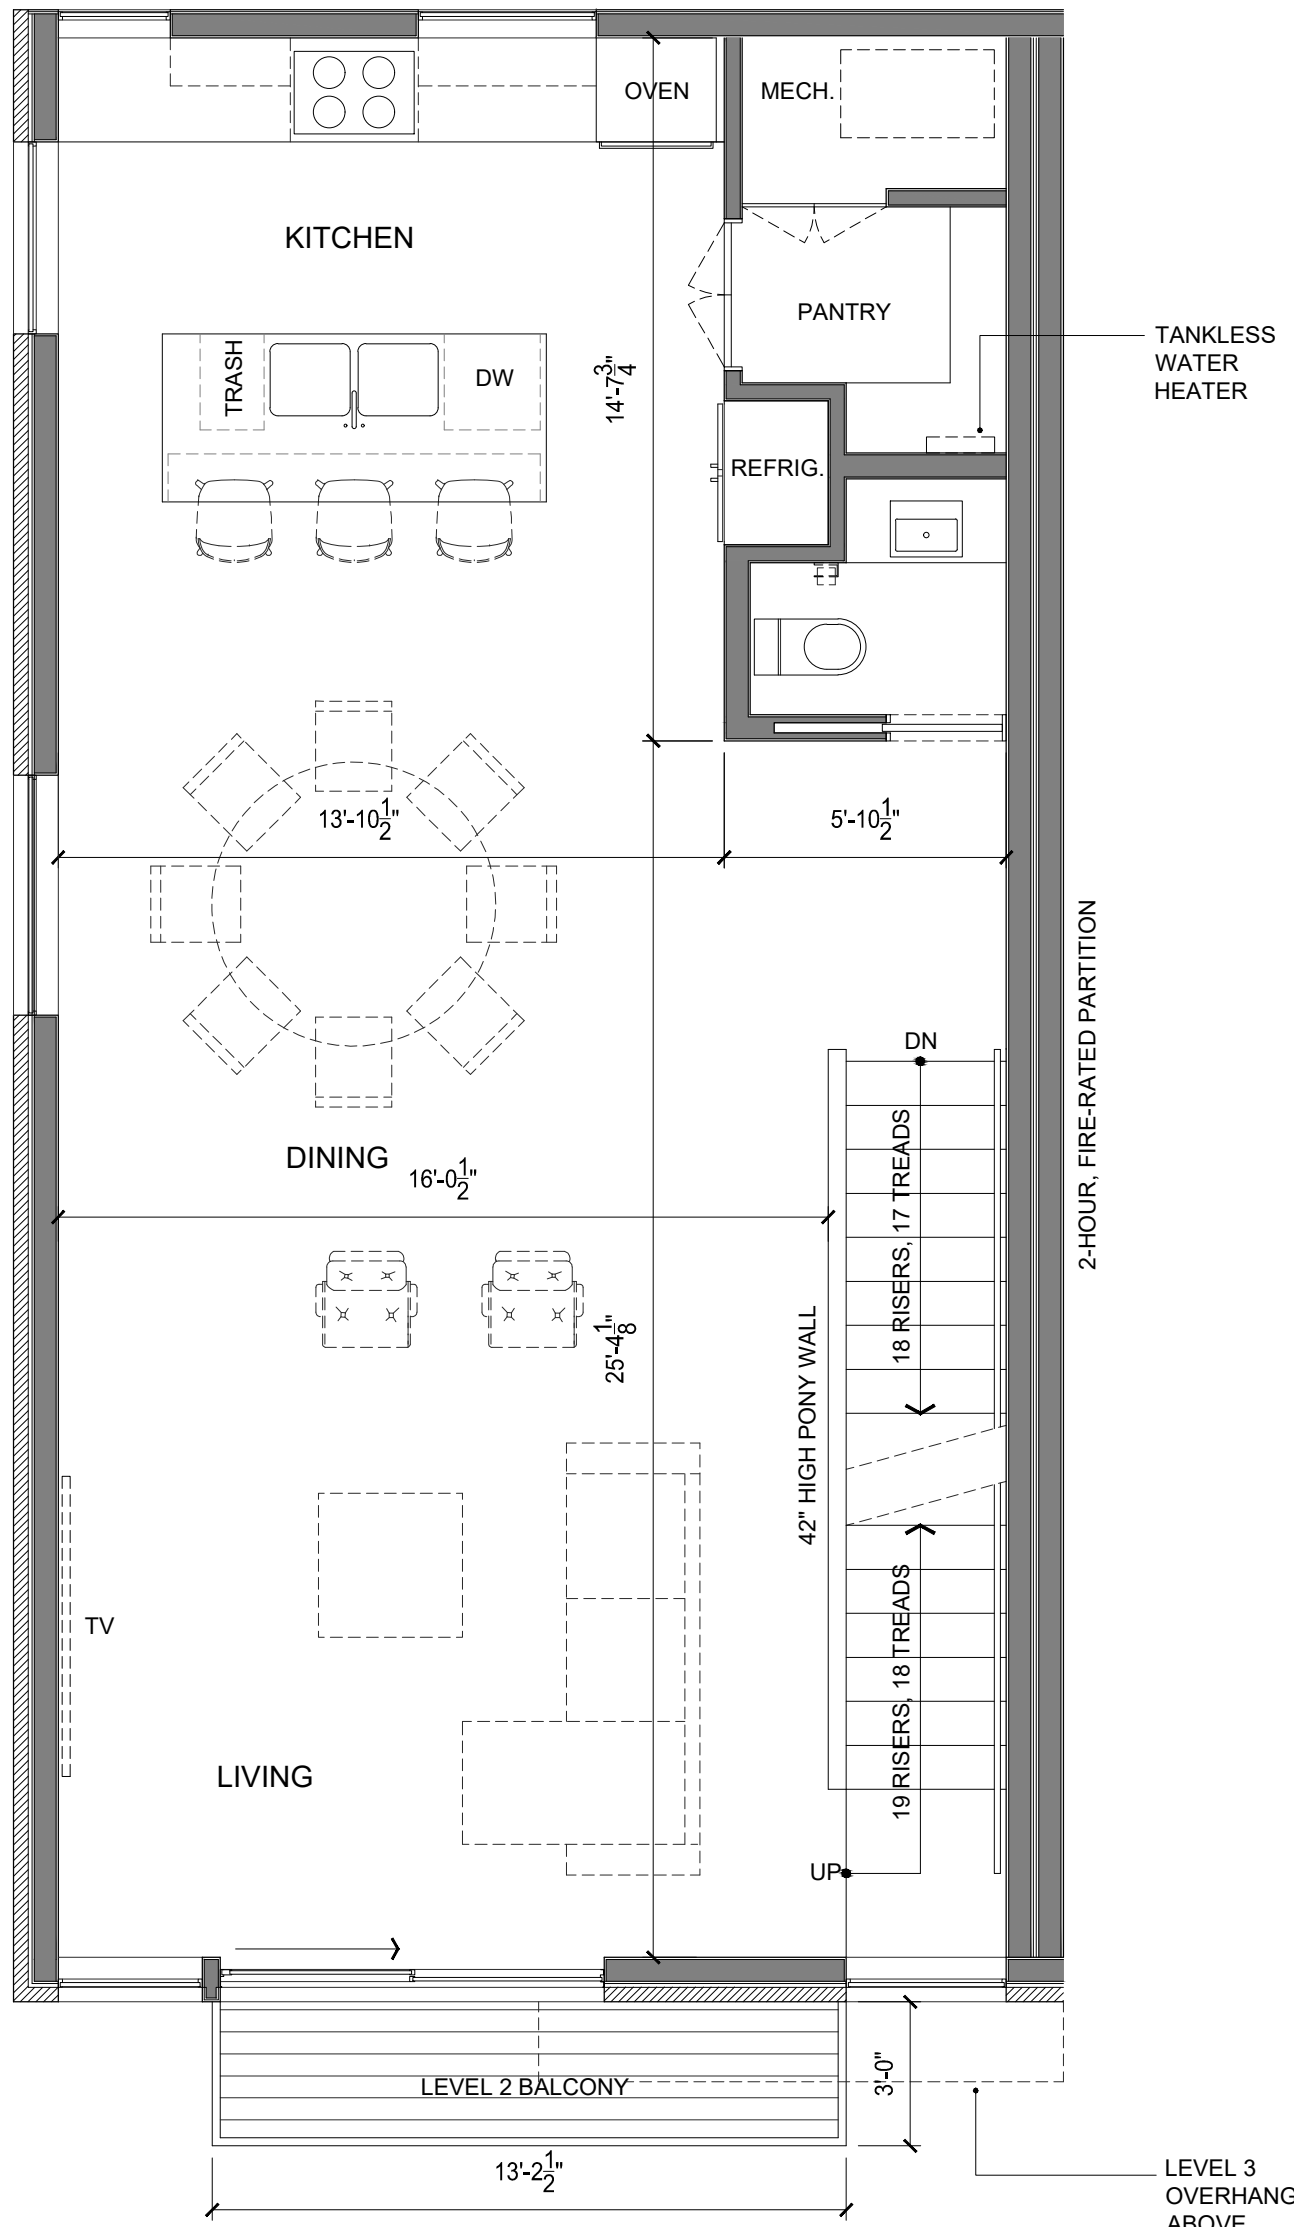 OVEN
MECH.
KITCHEN
PANTRY
TANKLESS
WATER
HEATER
TRASH
DW
14'-7 3/4"
REFRIG.
13'-10 1/2"
5'-10 1/2"
2-HOUR, FIRE-RATED PARTITION
DN
18 RISERS, 17 TREADS
DINING
16'-0 1/2"
25'-4 1/8"
42" HIGH PONY WALL
19 RISERS, 18 TREADS
TV
LIVING
UP
LEVEL 2 BALCONY
3'-0"
13'-2 1/2"
LEVEL 3
OVERHANG
ABOVE